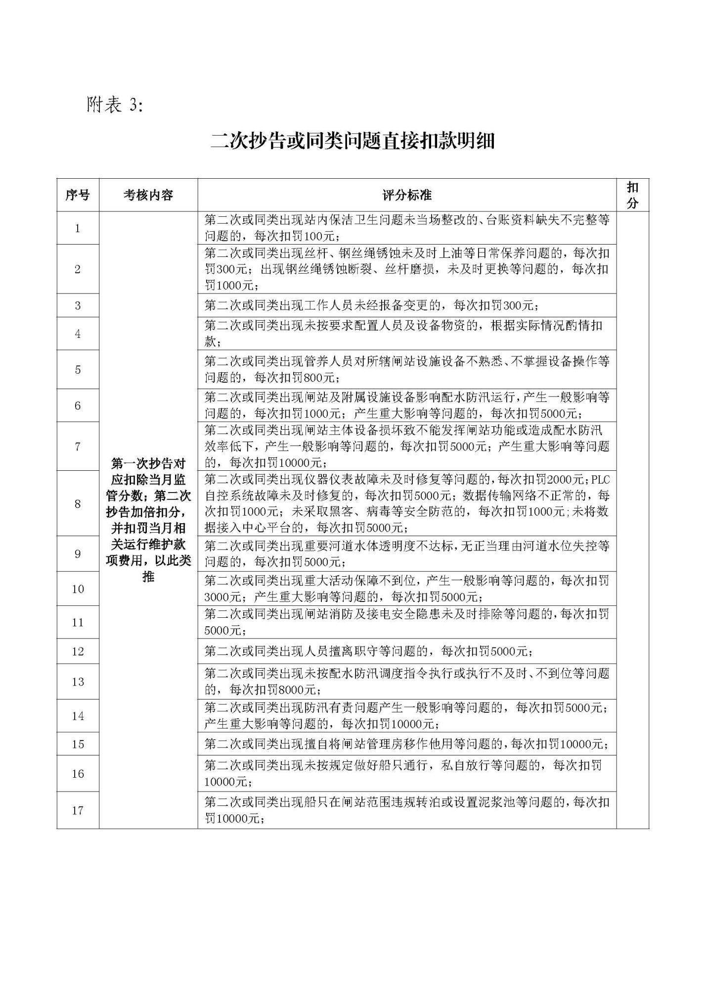 附表 3：
二次抄告或同类问题直接扣款明细
序号
考核内容
评分标准
扣
分
1
第二次或同类出现站内保洁卫生问题未当场整改的、台账资料缺失不完整等
问题的，每次扣罚100元；
2
第二次或同类出现丝杆、钢丝绳锈蚀未及时上油等日常保养问题的，每次扣
罚300元；出现钢丝绳锈蚀断裂、丝杆磨损，未及时更换等问题的，每次扣
罚1000元；
3
第二次或同类出现工作人员未经报备变更的，每次扣罚300元；
4
第二次或同类出现未按要求配置人员及设备物资的，根据实际情况酌情扣
款；
5
第二次或同类出现管养人员对所辖闸站设施设备不熟悉、不掌握设备操作等
问题的，每次扣罚800元；
6
第二次或同类出现闸站及附属设施设备影响配水防汛运行，产生一般影响等
问题的，每次扣罚1000元；产生重大影响等问题的，每次扣罚5000元；
7
第二次或同类出现闸站主体设备损坏致不能发挥闸站功能或造成配水防汛
效率低下，产生一般影响等问题的，每次扣罚5000元；产生重大影响等问题
的，每次扣罚10000元；
第一次抄告对
应扣除当月监
管分数；第二次
抄告加倍扣分，
并扣罚当月相
关运行维护款
项费用，以此类
推
8
第二次或同类出现仪器仪表故障未及时修复等问题的，每次扣罚2000元；PLC
自控系统故障未及时修复的，每次扣罚5000元；数据传输网络不正常的，每
次扣罚1000元；未采取黑客、病毒等安全防范的，每次扣罚1000元；未将数
据接入中心平台的，每次扣罚5000元；
9
第二次或同类出现重要河道水体透明度不达标，无正当理由河道水位失控等
问题的，每次扣罚5000元；
10
第二次或同类出现重大活动保障不到位，产生一般影响等问题的，每次扣罚
3000元；产生重大影响等问题的，每次扣罚5000元；
11
第二次或同类出现闸站消防及接电安全隐患未及时排除等问题的，每次扣罚
5000元；
12
第二次或同类出现人员擅离职守等问题的，每次扣罚5000元；
13
第二次或同类出现未按配水防汛调度指令执行或执行不及时、不到位等问题
的，每次扣罚8000元；
14
第二次或同类出现防汛有责问题产生一般影响等问题的，每次扣罚5000元；
产生重大影响等问题的，每次扣罚10000元；
15
第二次或同类出现擅自将闸站管理房移作他用等问题的，每次扣罚10000元；
16
第二次或同类出现未按规定做好船只通行，私自放行等问题的，每次扣罚
10000元；
17
第二次或同类出现船只在闸站范围违规转泊或设置泥浆池等问题的，每次扣
罚10000元；